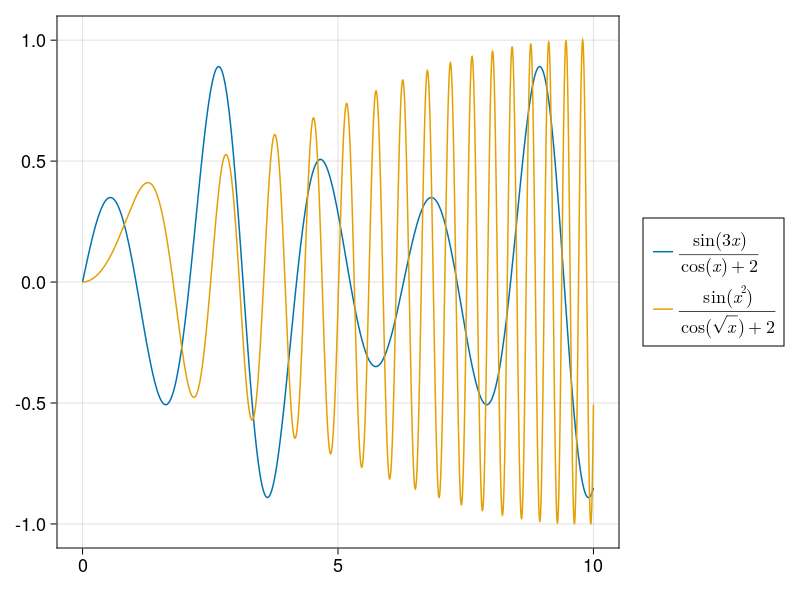 1.0
0.5
0.0
-0.5
-1.0
0 5 10
sin(3x)
cos(x) + 2
sin(x²)
cos(√x) + 2